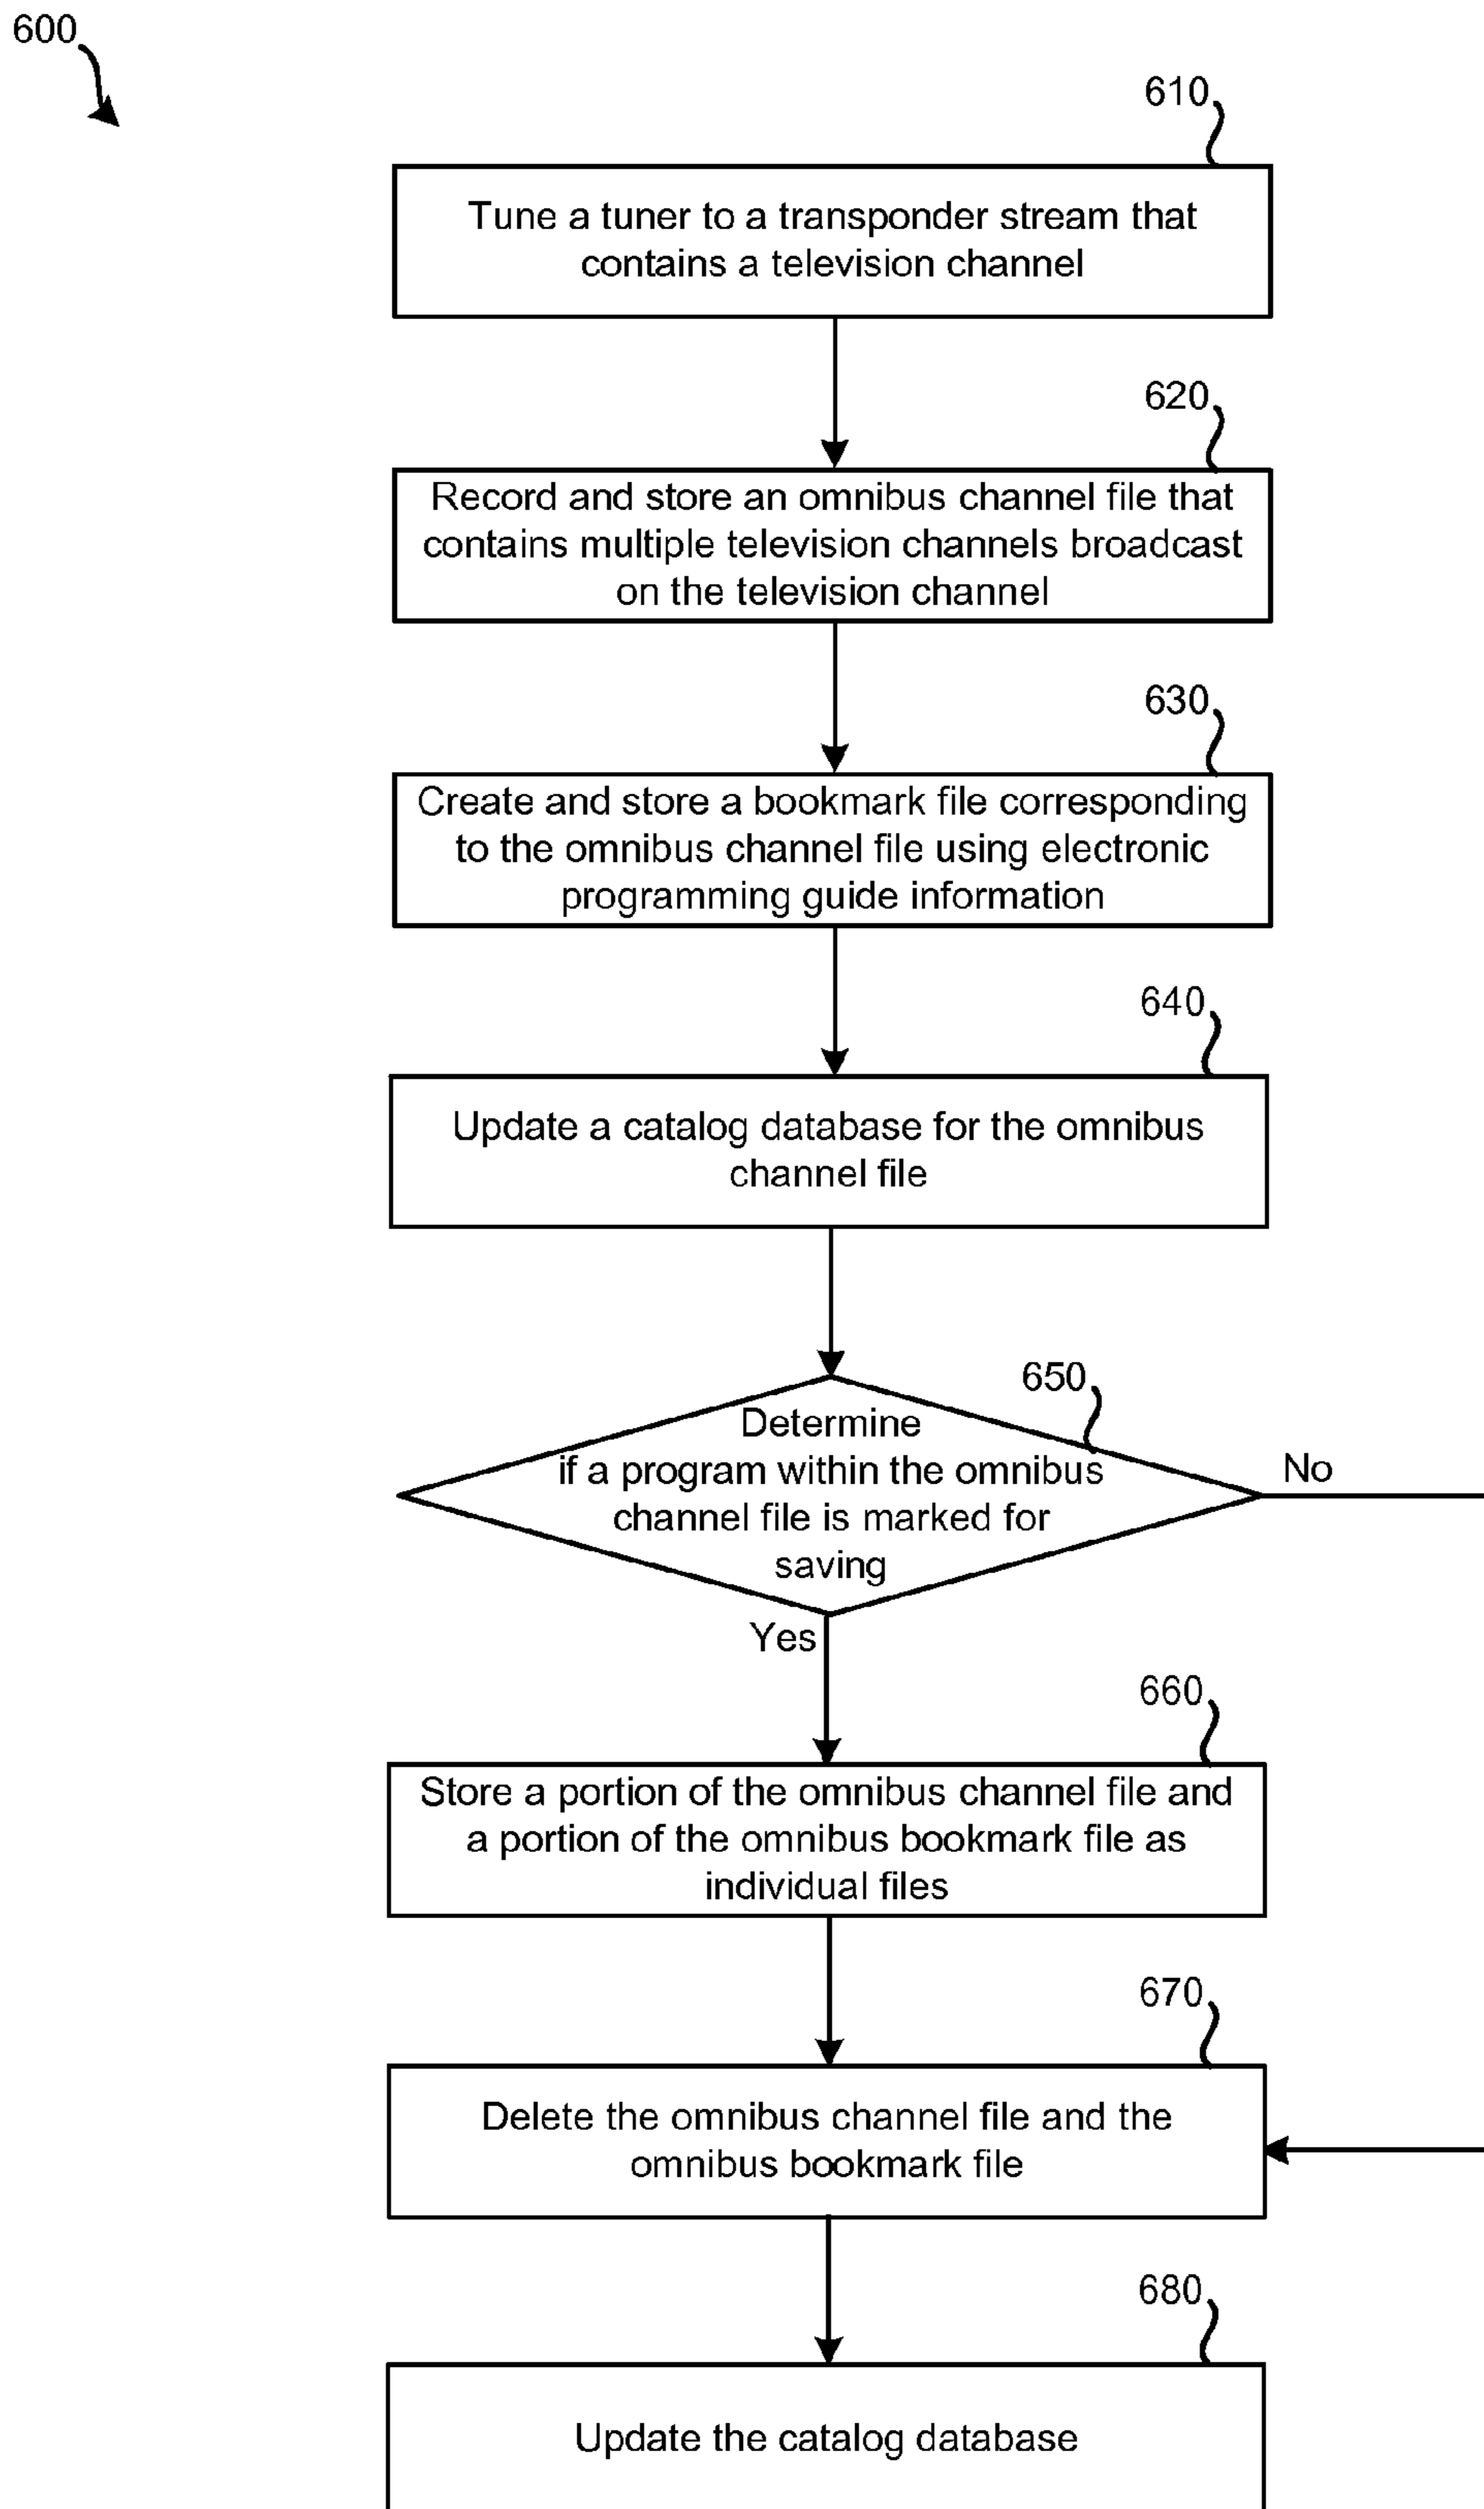 600
610
Tune a tuner to a transponder stream that
contains a television channel
620
Record and store an omnibus channel file that
contains multiple television channels broadcast
on the television channel
630
Create and store a bookmark file corresponding
to the omnibus channel file using electronic
programming guide information
640
Update a catalog database for the omnibus
channel file
650
Determine
if a program within the omnibus
channel file is marked for
saving
No
Yes
660
Store a portion of the omnibus channel file and
a portion of the omnibus bookmark file as
individual files
670
Delete the omnibus channel file and the
omnibus bookmark file
680
Update the catalog database